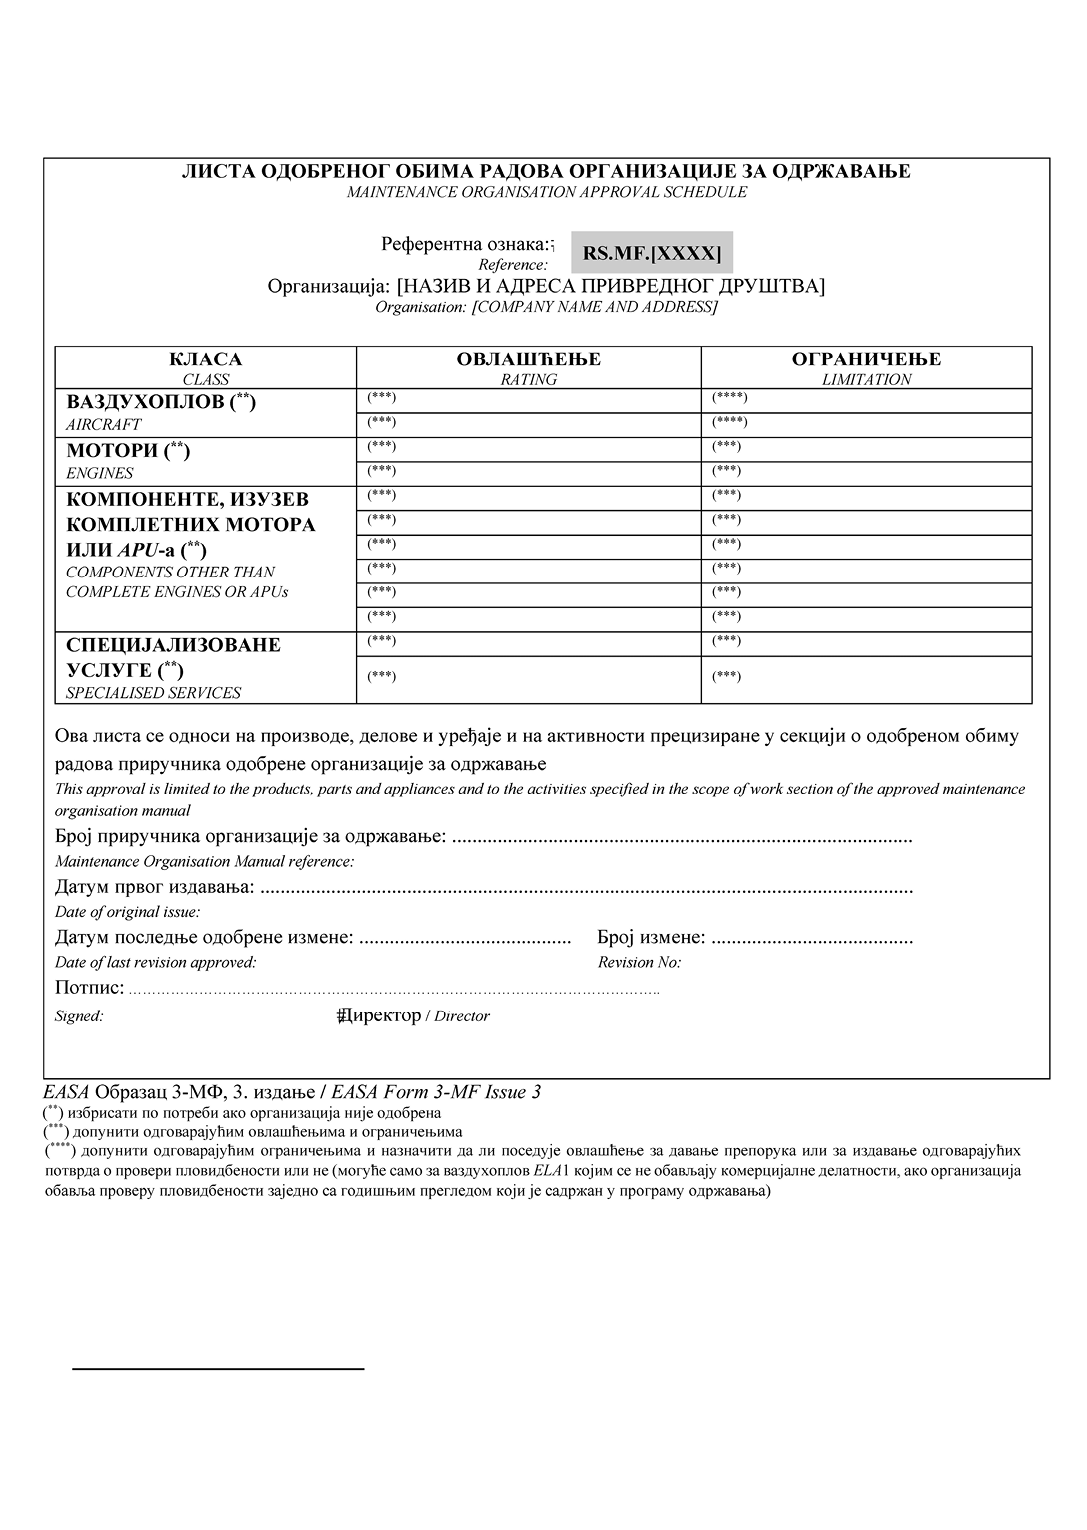 ЛИСТА ОДОБРЕНОГ ОБИМА РАДОВА ОРГАНИЗАЦИЈЕ ЗА ОДРЖАВАЊЕ
MAINTENANCE ORGANISATION APPROVAL SCHEDULE
Референтна ознака: RS.MF.[XXXX]
Reference:
Организација: [НАЗИВ И АДРЕСА ПРИВРЕДНОГ ДРУШТВА]
Organisation: [COMPANY NAME AND ADDRESS]
КЛАСА ОВЛАШЋЕЊЕ ОГРАНИЧЕЊЕ
CLASS RATING LIMITATION
ВАЗДУХОПЛОВ (**) (***) (****)
AIRCRAFT (***) (****)
МОТОРИ (**) (***) (***)
ENGINES (***) (***)
КОМПОНЕНТЕ, ИЗУЗЕВ (***) (***)
КОМПЛЕТНИХ МОТОРА (***) (***)
ИЛИ APU-а (**) (***) (***)
COMPONENTS OTHER THAN (***) (***)
COMPLETE ENGINES OR APUs (***) (***)
(***) (***)
СПЕЦИЈАЛИЗОВАНЕ (***) (***)
УСЛУГЕ (**) (***) (***)
SPECIALISED SERVICES
Ова листа се односи на производе, делове и уређаје и на активности прецизиране у секцији о одобреном обиму
радова приручника одобрене организације за одржавање
This approval is limited to the products, parts and appliances and to the activities specified in the scope of work section of the approved maintenance
organisation manual
Број приручника организације за одржавање: ............................................................................................
Maintenance Organisation Manual reference:
Датум првог издавања: ...................................................................................................................................
Date of original issue:
Датум последње одобрене измене: .......................................... Број измене: ........................................
Date of last revision approved: Revision No:
Потпис: …………………………………………………………………………………………………..
Signed: Директор / Director
EASA Образац 3-МФ, 3. издање / EASA Form 3-MF Issue 3
(**) избрисати по потреби ако организација није одобрена
(***) допунити одговарајућим овлашћењима и ограничењима
(****) допунити одговарајућим ограничењима и назначити да ли поседује овлашћење за давање препорука или за издавање одговарајућих
потврда о провери пловидбености или не (могуће само за ваздухоплов ELA1 којим се не обављају комерцијалне делатности, ако организација
обавља проверу пловидбености заједно са годишњим прегледом који је садржан у програму одржавања)